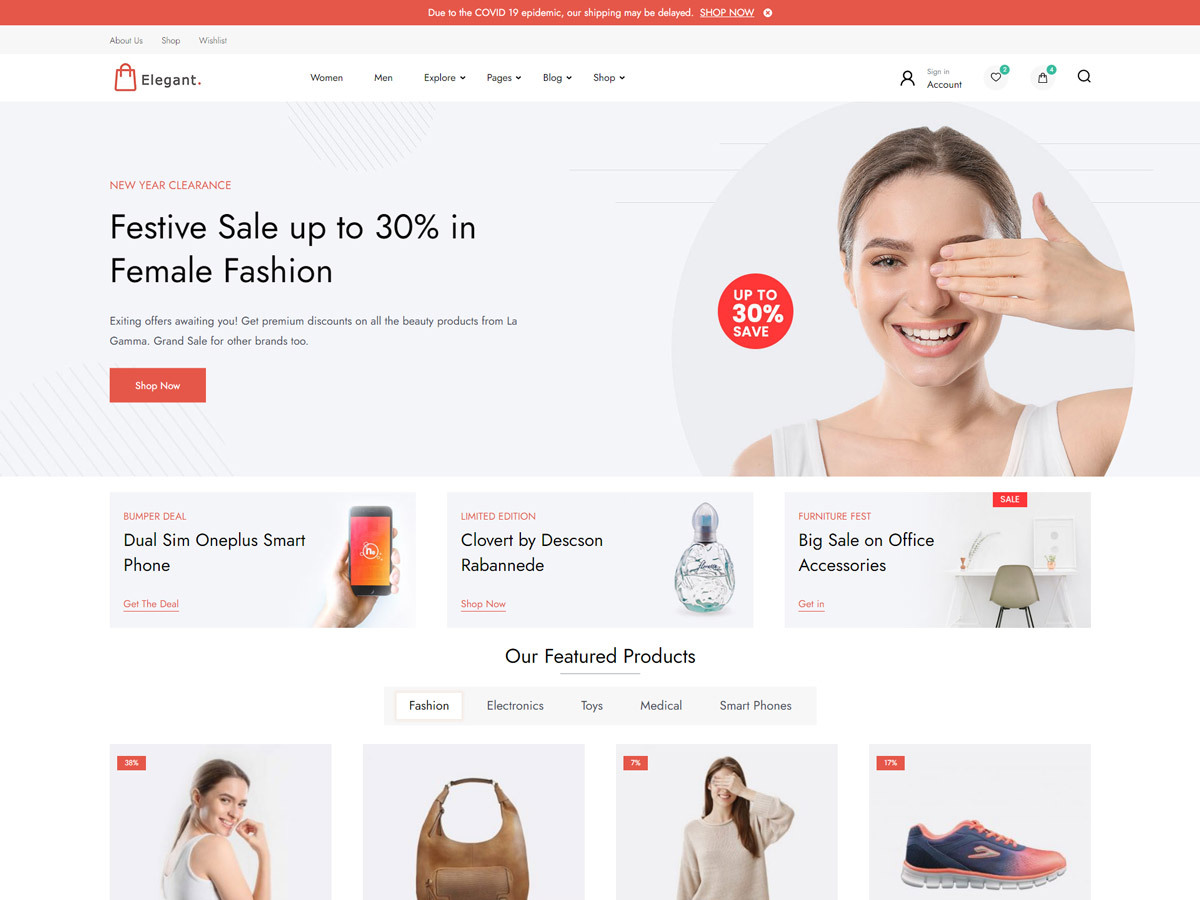 Due to the COVID 19 epidemic, our shipping may be delayed. SHOP NOW
About Us Shop Wishlist
Elegant.
Women Men Explore Pages Blog Shop
Sign in
Account
2
4
NEW YEAR CLEARANCE
Festive Sale up to 30% in
Female Fashion
Exiting offers awaiting you! Get premium discounts on all the beauty products from La
Gamma. Grand Sale for other brands too.
Shop Now
UP TO
30%
SAVE
BUMPER DEAL
Dual Sim Oneplus Smart
Phone
Get The Deal
LIMITED EDITION
Clovert by Descson
Rabannede
Shop Now
SALE
FURNITURE FEST
Big Sale on Office
Accessories
Get in
Our Featured Products
Fashion Electronics Toys Medical Smart Phones
38%
7%
17%